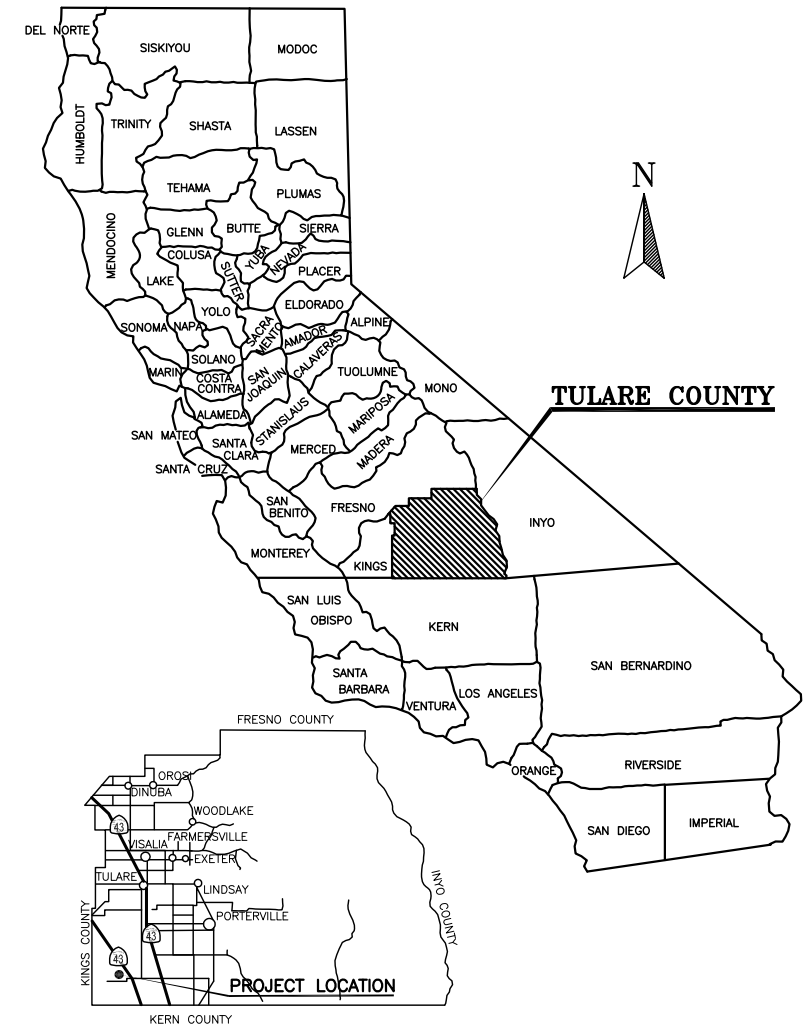 DEL NORTE
SISKIYOU
MODOC
HUMBOLDT
TRINITY
SHASTA
LASSEN
N
TEHAMA
PLUMAS
MENDOCINO
GLENN
BUTTE
SIERRA
COLUSA
YUBA
NEVADA
LAKE
SUTTER
PLACER
YOLO
ELDORADO
SONOMA
NAPA
SACRA
MENTO
AMADOR
ALPINE
SOLANO
CALAVERAS
MARIN
COSTA
CONTRA
SAN
JOAQUIN
TUOLUMNE
MONO
TULARE COUNTY
ALAMEDA
STANISLAUS
MARIPOSA
SAN MATEO
SANTA
CLARA
MERCED
MADERA
SANTA CRUZ
SAN
BENITO
FRESNO
INYO
MONTEREY
KINGS
SAN LUIS
OBISPO
KERN
SAN BERNARDINO
SANTA
BARBARA
VENTURA
LOS ANGELES
ORANGE
RIVERSIDE
SAN DIEGO
IMPERIAL
FRESNO COUNTY
OROSI
DINUBA
WOODLAKE
43
FARMERSVILLE
VISALIA
EXETER
TULARE
LINDSAY
PORTERVILLE
KINGS COUNTY
INYO COUNTY
43
43
PROJECT LOCATION
KERN COUNTY